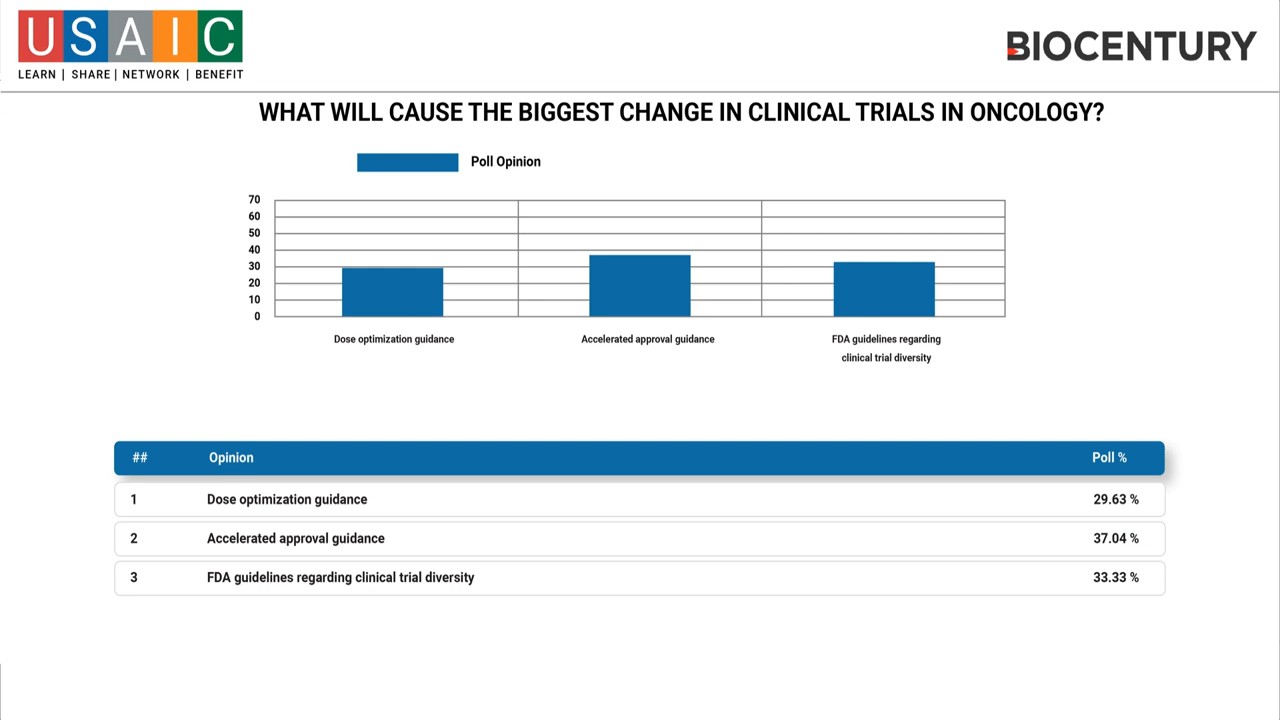 USAIC
LEARN | SHARE | NETWORK | BENEFIT
BIOCENTURY
WHAT WILL CAUSE THE BIGGEST CHANGE IN CLINICAL TRIALS IN ONCOLOGY?
Poll Opinion
70
60
50
40
30
20
10
0
Dose optimization guidance
Accelerated approval guidance
FDA guidelines regarding
clinical trial diversity
## Opinion Poll %
1 Dose optimization guidance 29.63 %
2 Accelerated approval guidance 37.04 %
3 FDA guidelines regarding clinical trial diversity 33.33 %